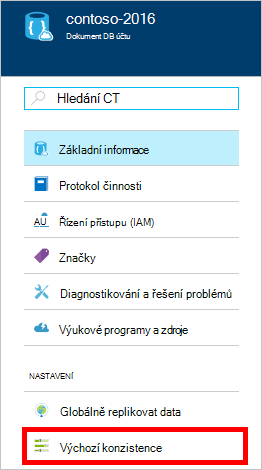 contoso-2016
Dokument DB účtu
Hledání CT
Základní informace
Protokol činnosti
Řízení přístupu (IAM)
Značky
Diagnostikování a řešení problémů
Výukové programy a zdroje
NASTAVENÍ
Globálně replikovat data
Výchozí konzistence